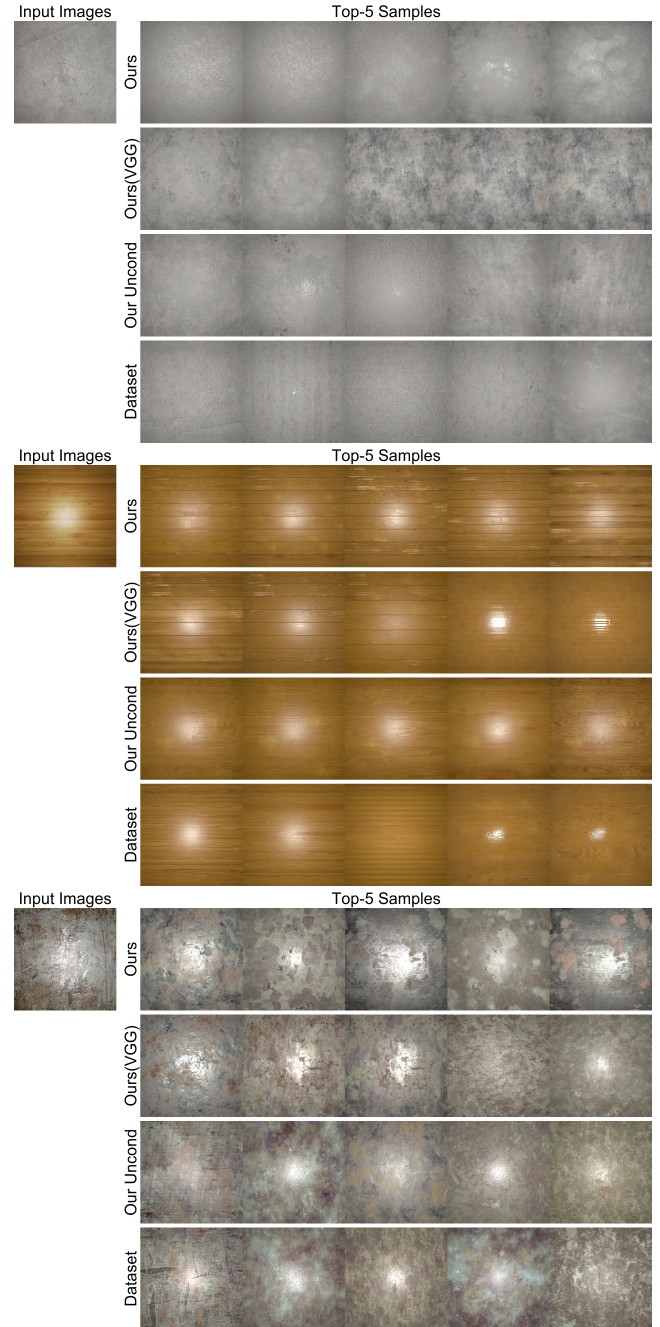 Input Images
Top-5 Samples
Ours
Ours(VGG)
Our Uncond
Dataset
Input Images
Top-5 Samples
Ours
Ours(VGG)
Our Uncond
Dataset
Input Images
Top-5 Samples
Ours
Ours(VGG)
Our Uncond
Dataset